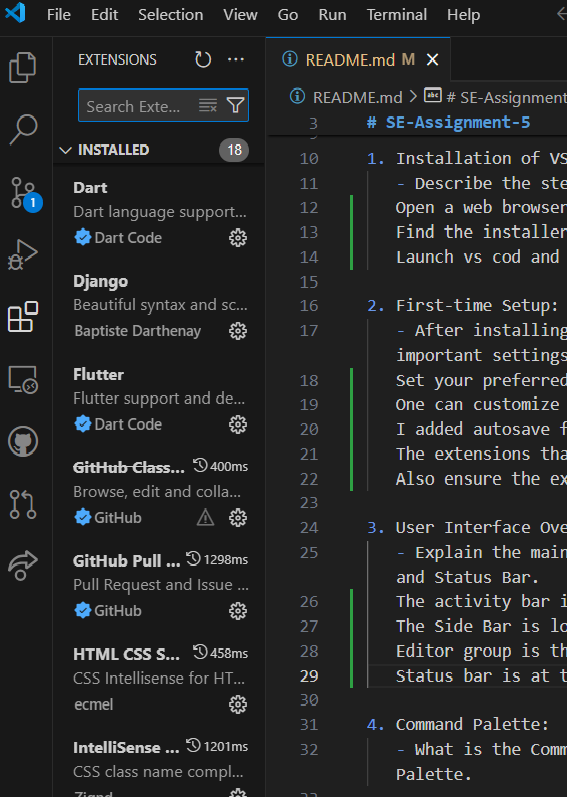 File Edit Selection View Go Run Terminal Help
EXTENSIONS
README.md M
Search Exte...
README.md > # SE-Assignment
INSTALLED 18
3 # SE-Assignment-5
1
Dart
Dart language support...
Dart Code
Django
Beautiful syntax and sc...
Baptiste Darthenay
Flutter
Flutter support and de...
Dart Code
GitHub Class... 400ms
Browse, edit and colla...
GitHub
GitHub Pull ... 1298ms
Pull Request and Issue ...
GitHub
HTML CSS S... 458ms
CSS Intellisense for HT...
ecmel
IntelliSense ... 1201ms
CSS class name compl...
Zignd
10 1. Installation of VS
11 - Describe the ste
12 Open a web browser
13 Find the installer
14 Launch vs cod and
15
16 2. First-time Setup:
17 - After installing
important settings
18 Set your preferred
19 One can customize
20 I added autosave f
21 The extensions tha
22 Also ensure the ex
23
24 3. User Interface Ove
25 - Explain the main
and Status Bar.
26 The activity bar i
27 The Side Bar is lo
28 Editor group is th
29 Status bar is at t
30
31 4. Command Palette:
32 - What is the Comm
Palette.